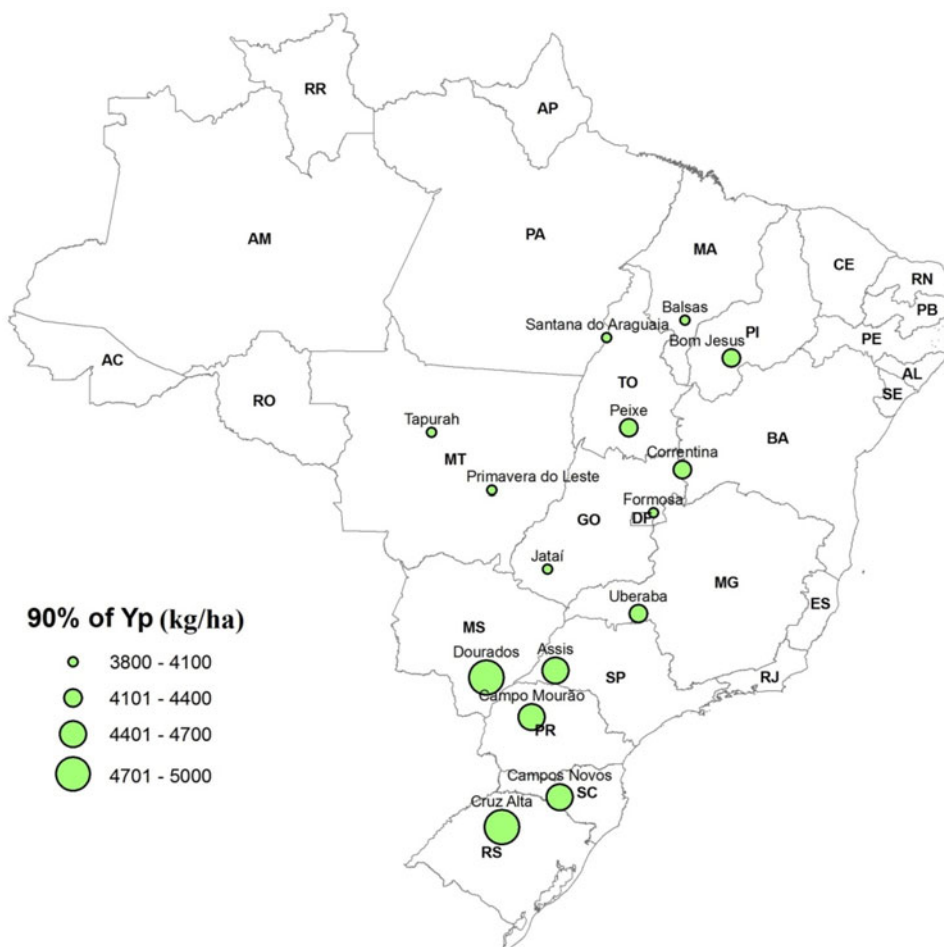 RR
AP
AM
PA
MA
CE
RN
PB
PE
AL
SE
PI
Balsas
Santana do Araguaia
Bom Jesus
AC
RO
TO
Peixe
Tapurah
MT
Primavera do Leste
Correntina
BA
Formosa
DF
GO
Jataí
MG
Uberaba
ES
90% of Yp (kg/ha)
3800 - 4100
4101 - 4400
4401 - 4700
4701 - 5000
MS
Dourados
Assis
SP
RJ
Campo Mourão
PR
Campos Novos
SC
Cruz Alta
RS